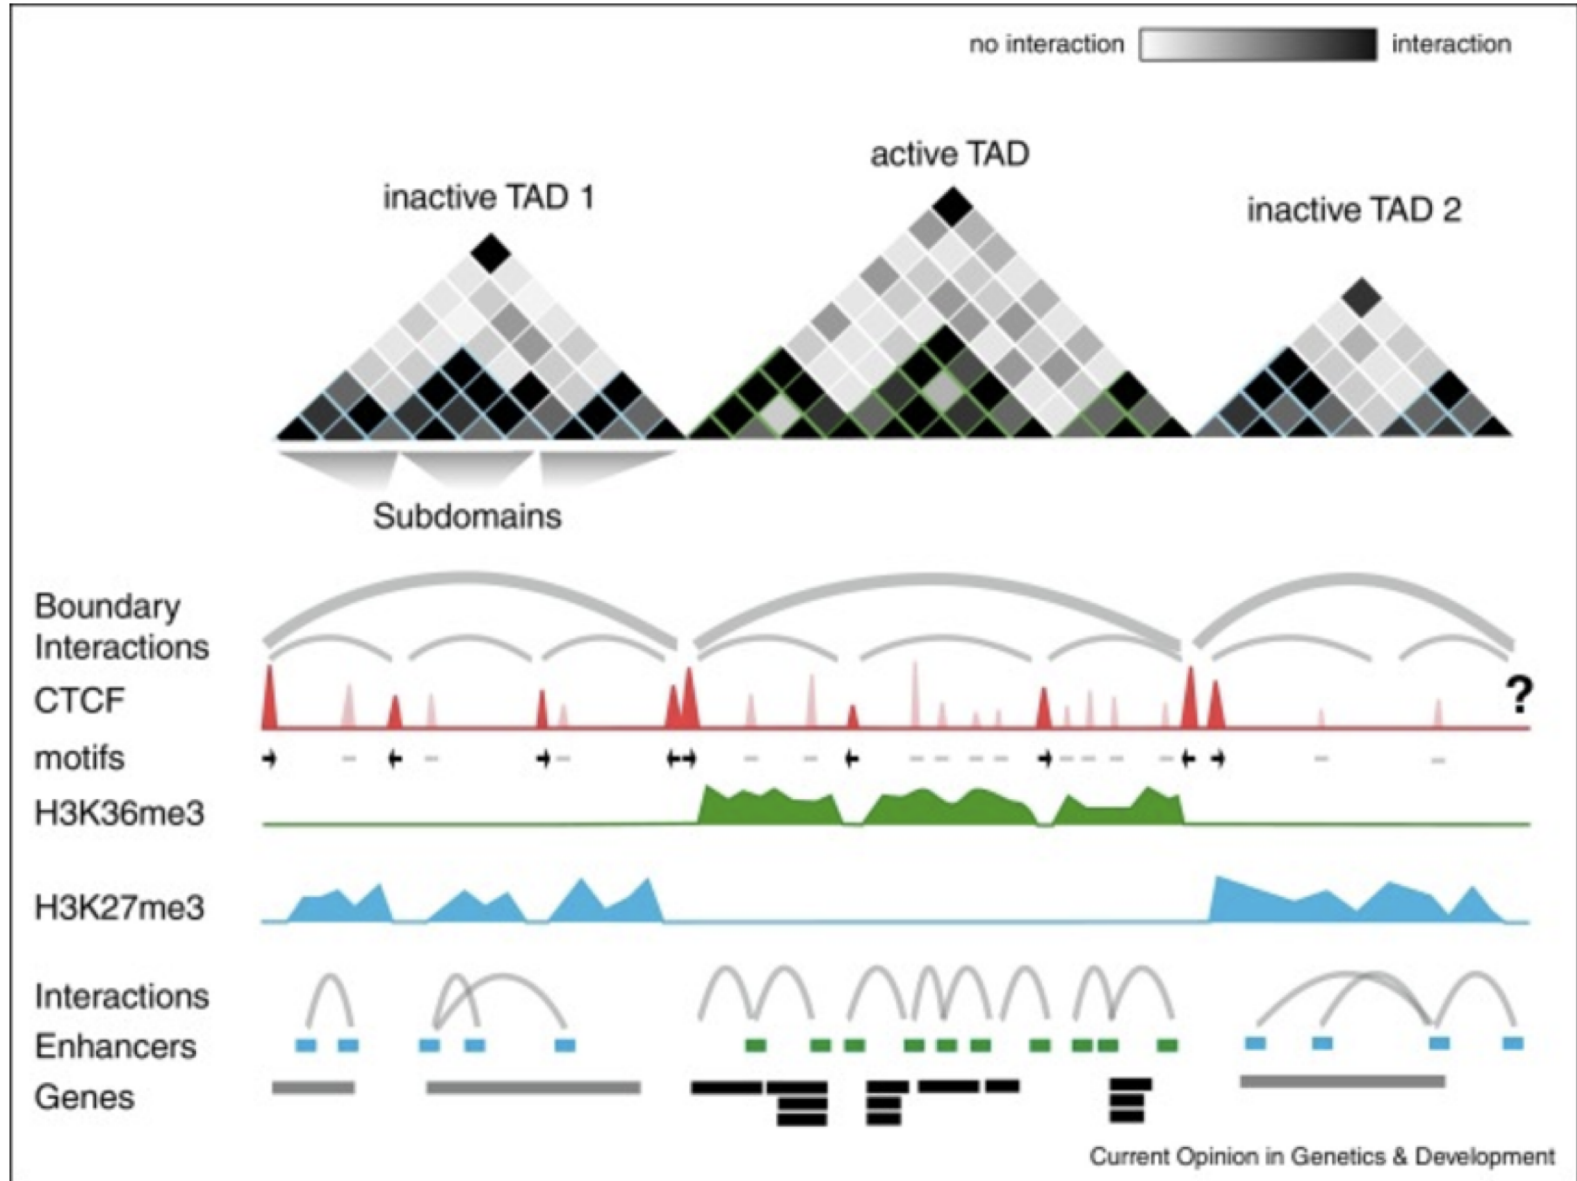 no interaction interaction
active TAD
inactive TAD 1
inactive TAD 2
Subdomains
Boundary
Interactions
CTCF
?
motifs
H3K36me3
H3K27me3
Interactions
Enhancers
Genes
Current Opinion in Genetics & Development